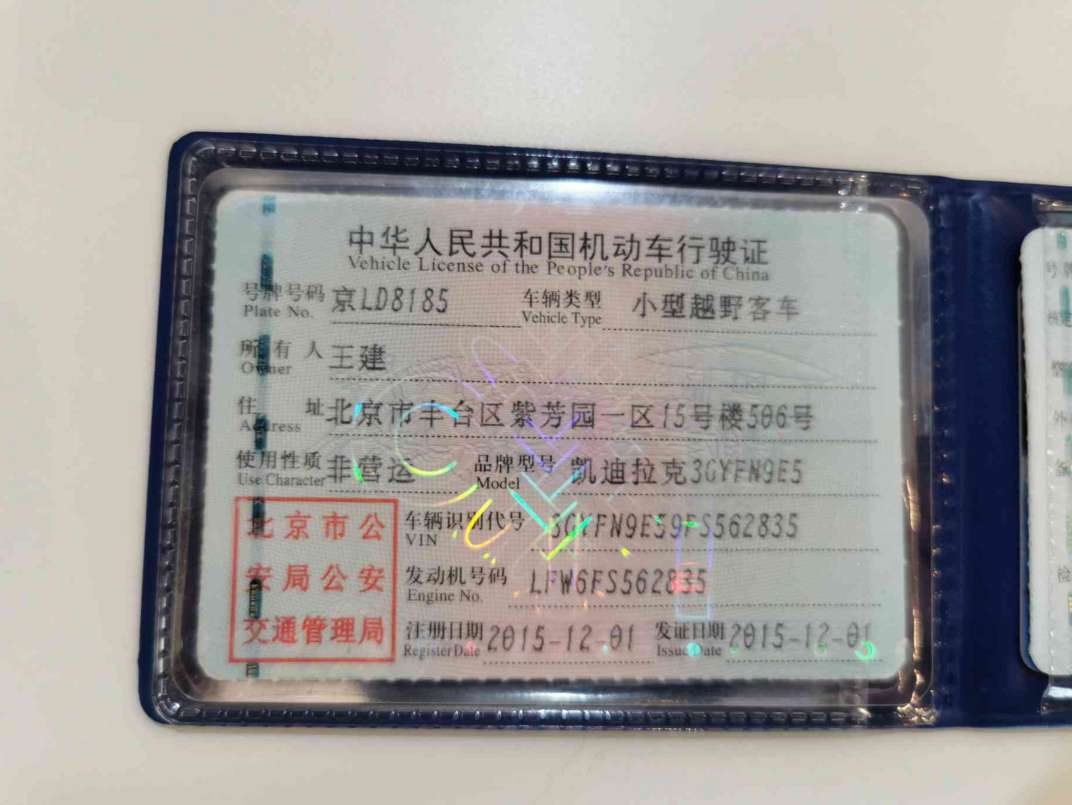 中华人民共和国机动车行驶证
Vehicle License of the People's Republic of China
号牌号码 京LD8185 车辆类型 小型越野客车
Plate No. Vehicle Type
所有人 王建
Owner
住址 北京市丰台区紫芳园一区15号楼506号
Address
使用性质 非营运 品牌型号 凯迪拉克3GYFN9E5
Use Character Model
车辆识别代号 3GYFN9E59FS562835
VIN
发动机号码 LFW6FS562835
Engine No.
注册日期 2015-12-01 发证日期 2015-12-01
Register Date Issue Date
北京市公
安局公安
交通管理局